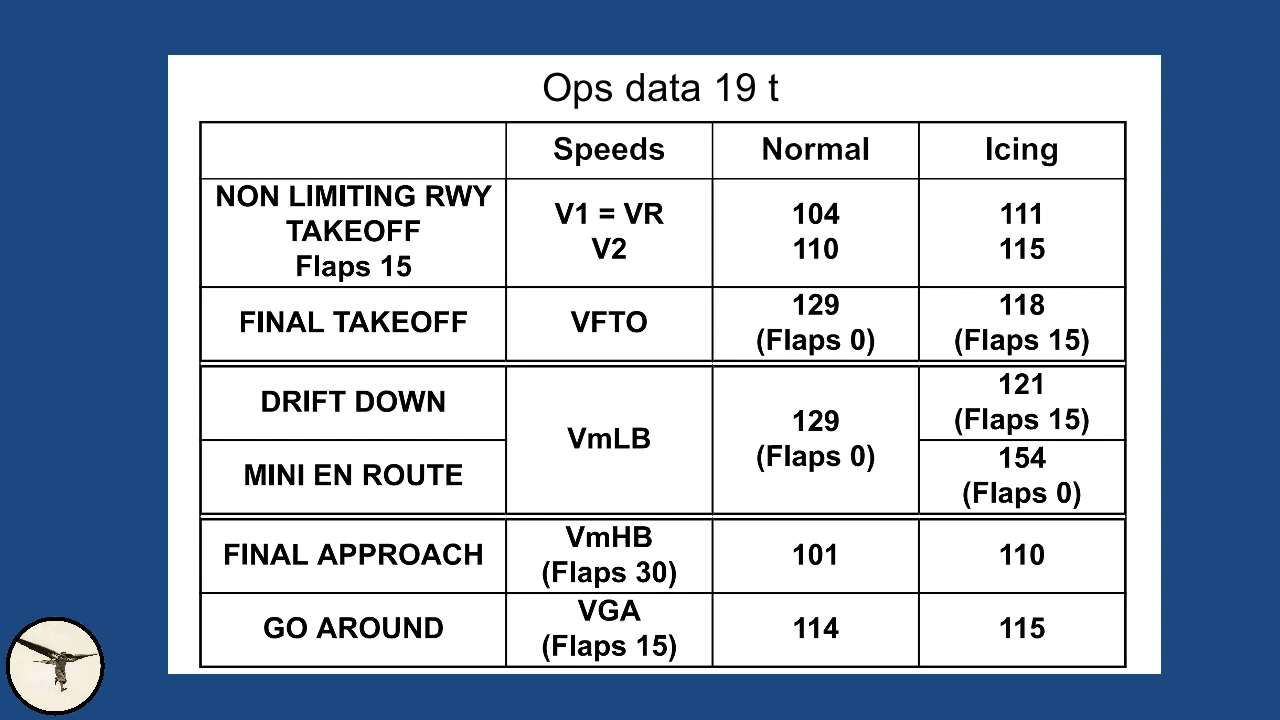 Ops data 19 t
Speeds Normal Icing
NON LIMITING RWY
TAKEOFF
Flaps 15
V1 = VR
V2
104
110
111
115
FINAL TAKEOFF
VFTO
129
(Flaps 0)
118
(Flaps 15)
DRIFT DOWN
VmLB
129
(Flaps 0)
121
(Flaps 15)
MINI EN ROUTE
154
(Flaps 0)
FINAL APPROACH
VmHB
(Flaps 30)
101
110
GO AROUND
VGA
(Flaps 15)
114
115